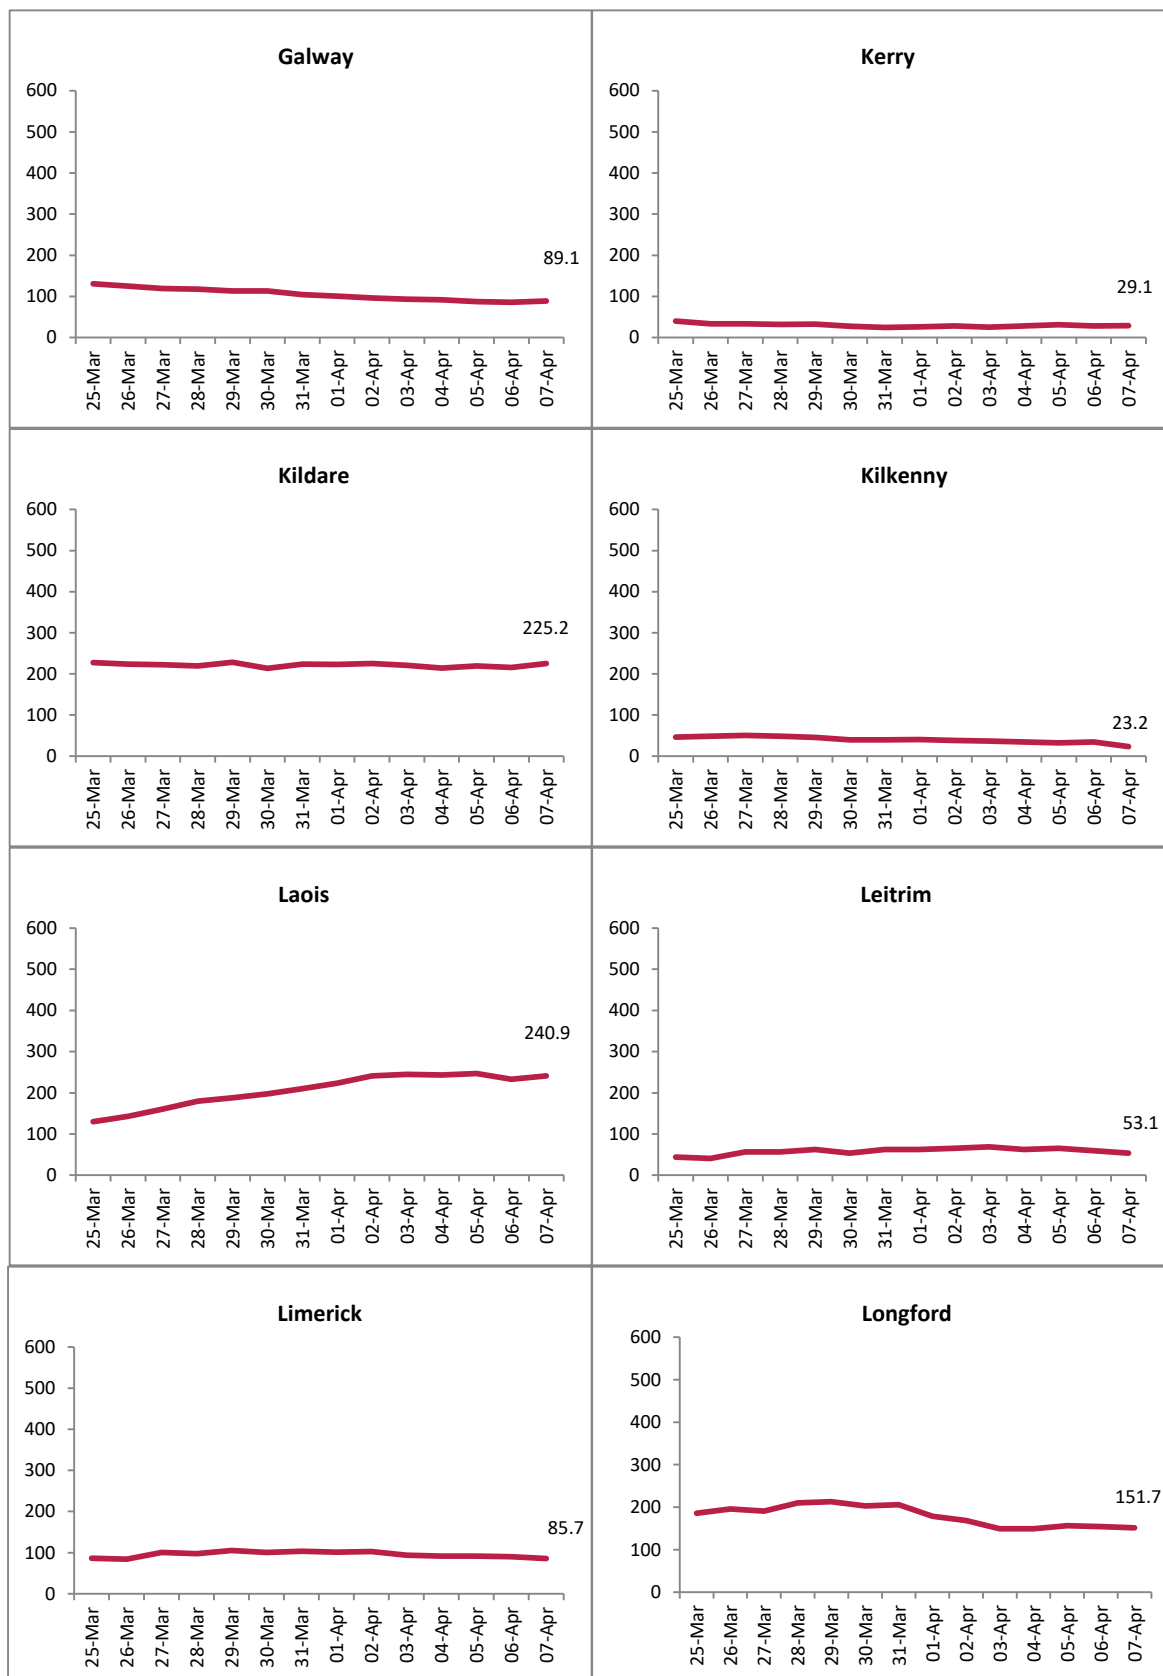 Galway
600
500
400
300
200
100
0
89.1
25-Mar
26-Mar
27-Mar
28-Mar
29-Mar
30-Mar
31-Mar
01-Apr
02-Apr
03-Apr
04-Apr
05-Apr
06-Apr
07-Apr
Kerry
600
500
400
300
200
100
0
29.1
25-Mar
26-Mar
27-Mar
28-Mar
29-Mar
30-Mar
31-Mar
01-Apr
02-Apr
03-Apr
04-Apr
05-Apr
06-Apr
07-Apr
Kildare
600
500
400
300
200
100
0
225.2
25-Mar
26-Mar
27-Mar
28-Mar
29-Mar
30-Mar
31-Mar
01-Apr
02-Apr
03-Apr
04-Apr
05-Apr
06-Apr
07-Apr
Kilkenny
600
500
400
300
200
100
0
23.2
25-Mar
26-Mar
27-Mar
28-Mar
29-Mar
30-Mar
31-Mar
01-Apr
02-Apr
03-Apr
04-Apr
05-Apr
06-Apr
07-Apr
Laois
600
500
400
300
200
100
0
240.9
25-Mar
26-Mar
27-Mar
28-Mar
29-Mar
30-Mar
31-Mar
01-Apr
02-Apr
03-Apr
04-Apr
05-Apr
06-Apr
07-Apr
Leitrim
600
500
400
300
200
100
0
53.1
25-Mar
26-Mar
27-Mar
28-Mar
29-Mar
30-Mar
31-Mar
01-Apr
02-Apr
03-Apr
04-Apr
05-Apr
06-Apr
07-Apr
Limerick
600
500
400
300
200
100
0
85.7
25-Mar
26-Mar
27-Mar
28-Mar
29-Mar
30-Mar
31-Mar
01-Apr
02-Apr
03-Apr
04-Apr
05-Apr
06-Apr
07-Apr
Longford
600
500
400
300
200
100
0
151.7
25-Mar
26-Mar
27-Mar
28-Mar
29-Mar
30-Mar
31-Mar
01-Apr
02-Apr
03-Apr
04-Apr
05-Apr
06-Apr
07-Apr